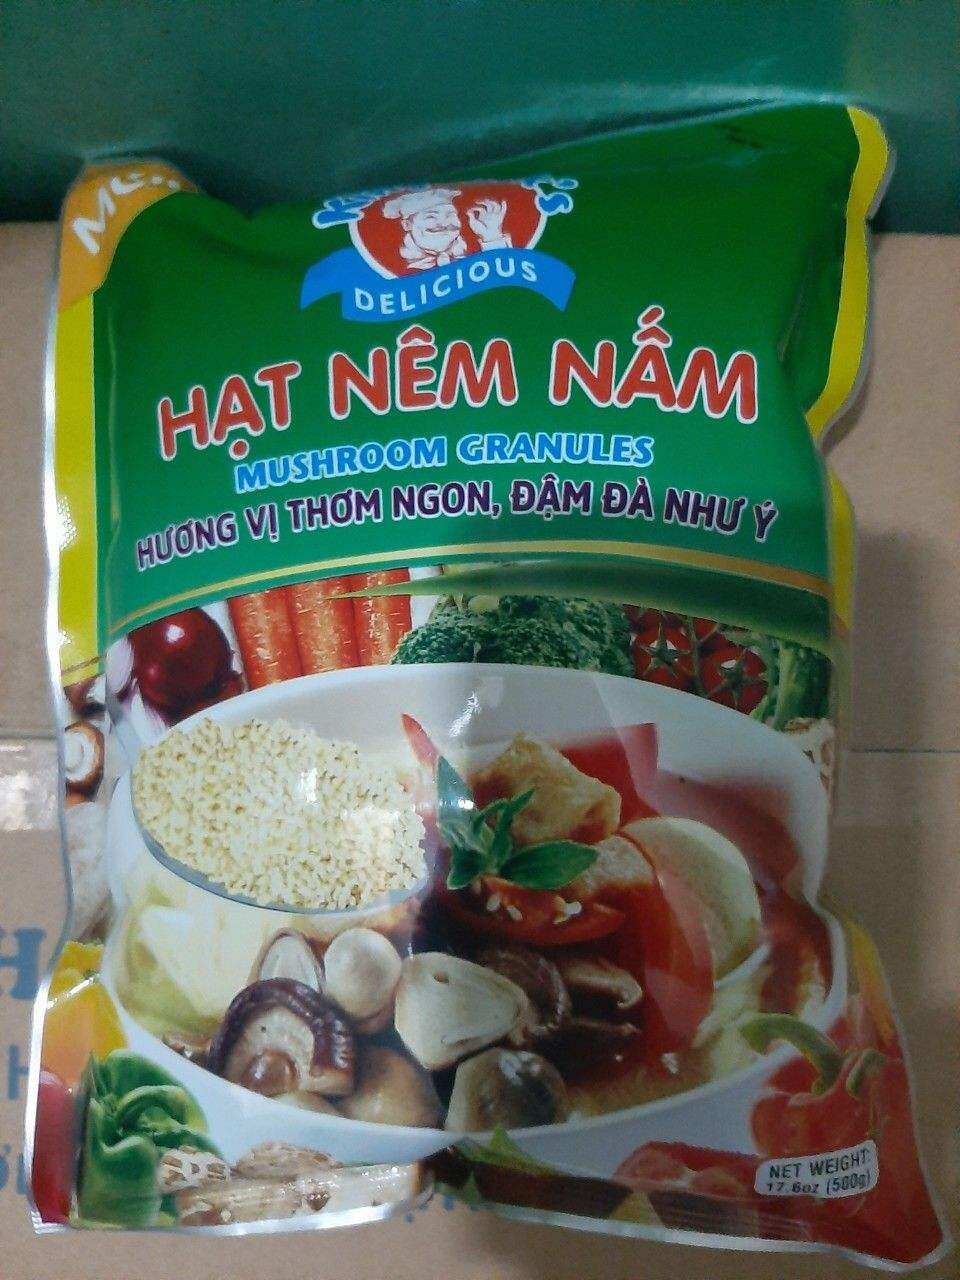 DELICIOUS
HẠT NÊM NẤM
MUSHROOM GRANULES
HƯƠNG VỊ THƠM NGON, ĐẬM ĐÀ NHƯ Ý
NET WEIGHT:
17.6oz (500g)